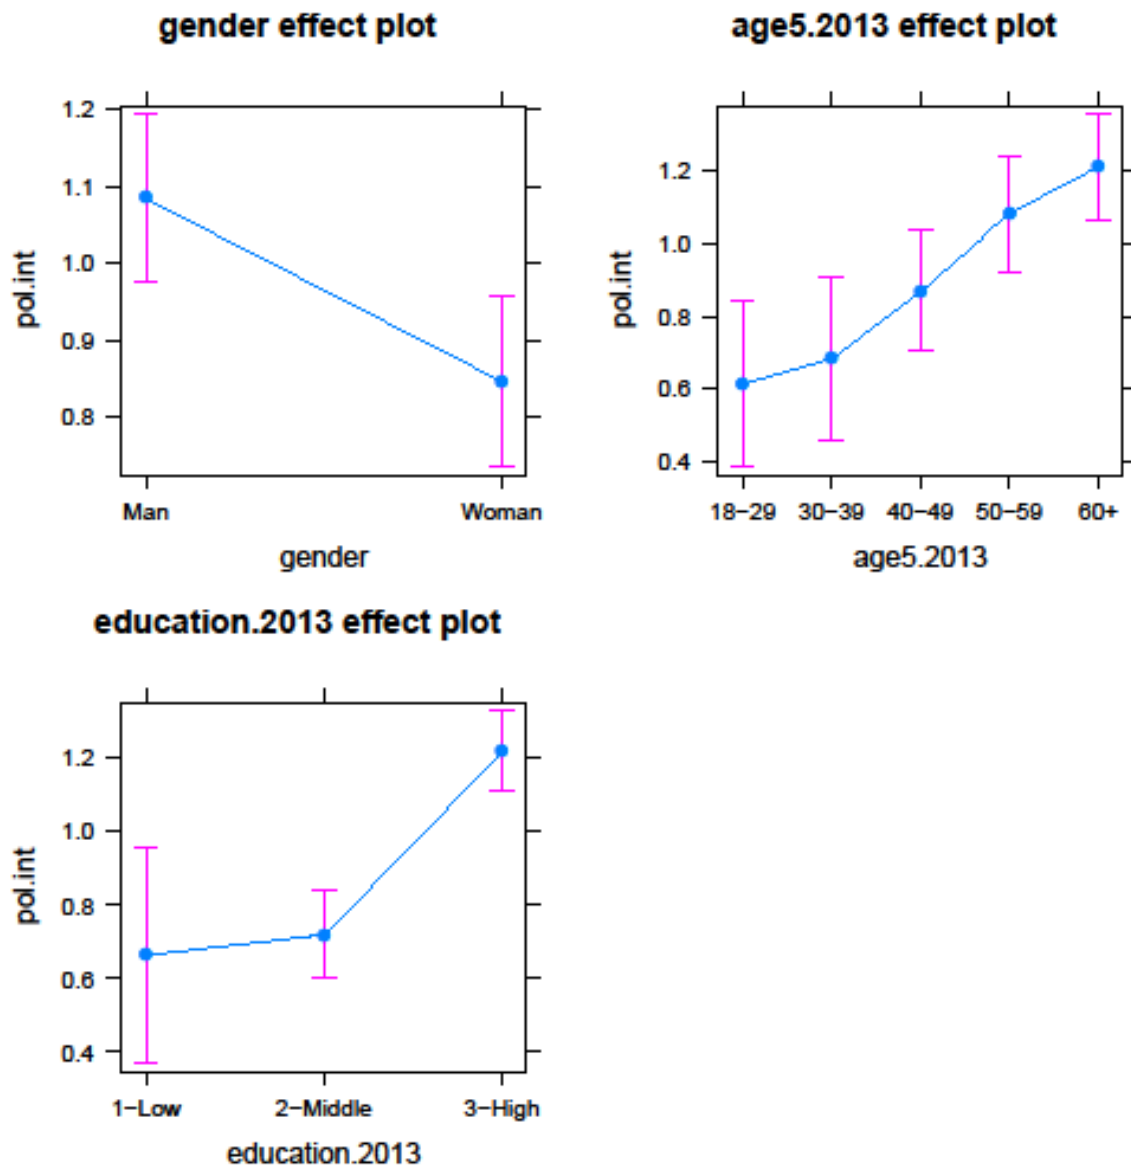 gender effect plot
1.2
1.1
1.0
0.9
0.8
pol.int
Man Woman
gender
age5.2013 effect plot
1.2
1.0
0.8
0.6
0.4
pol.int
18−29 30−39 40−49 50−59 60+
age5.2013
education.2013 effect plot
1.2
1.0
0.8
0.6
0.4
pol.int
1−Low 2−Middle 3−High
education.2013